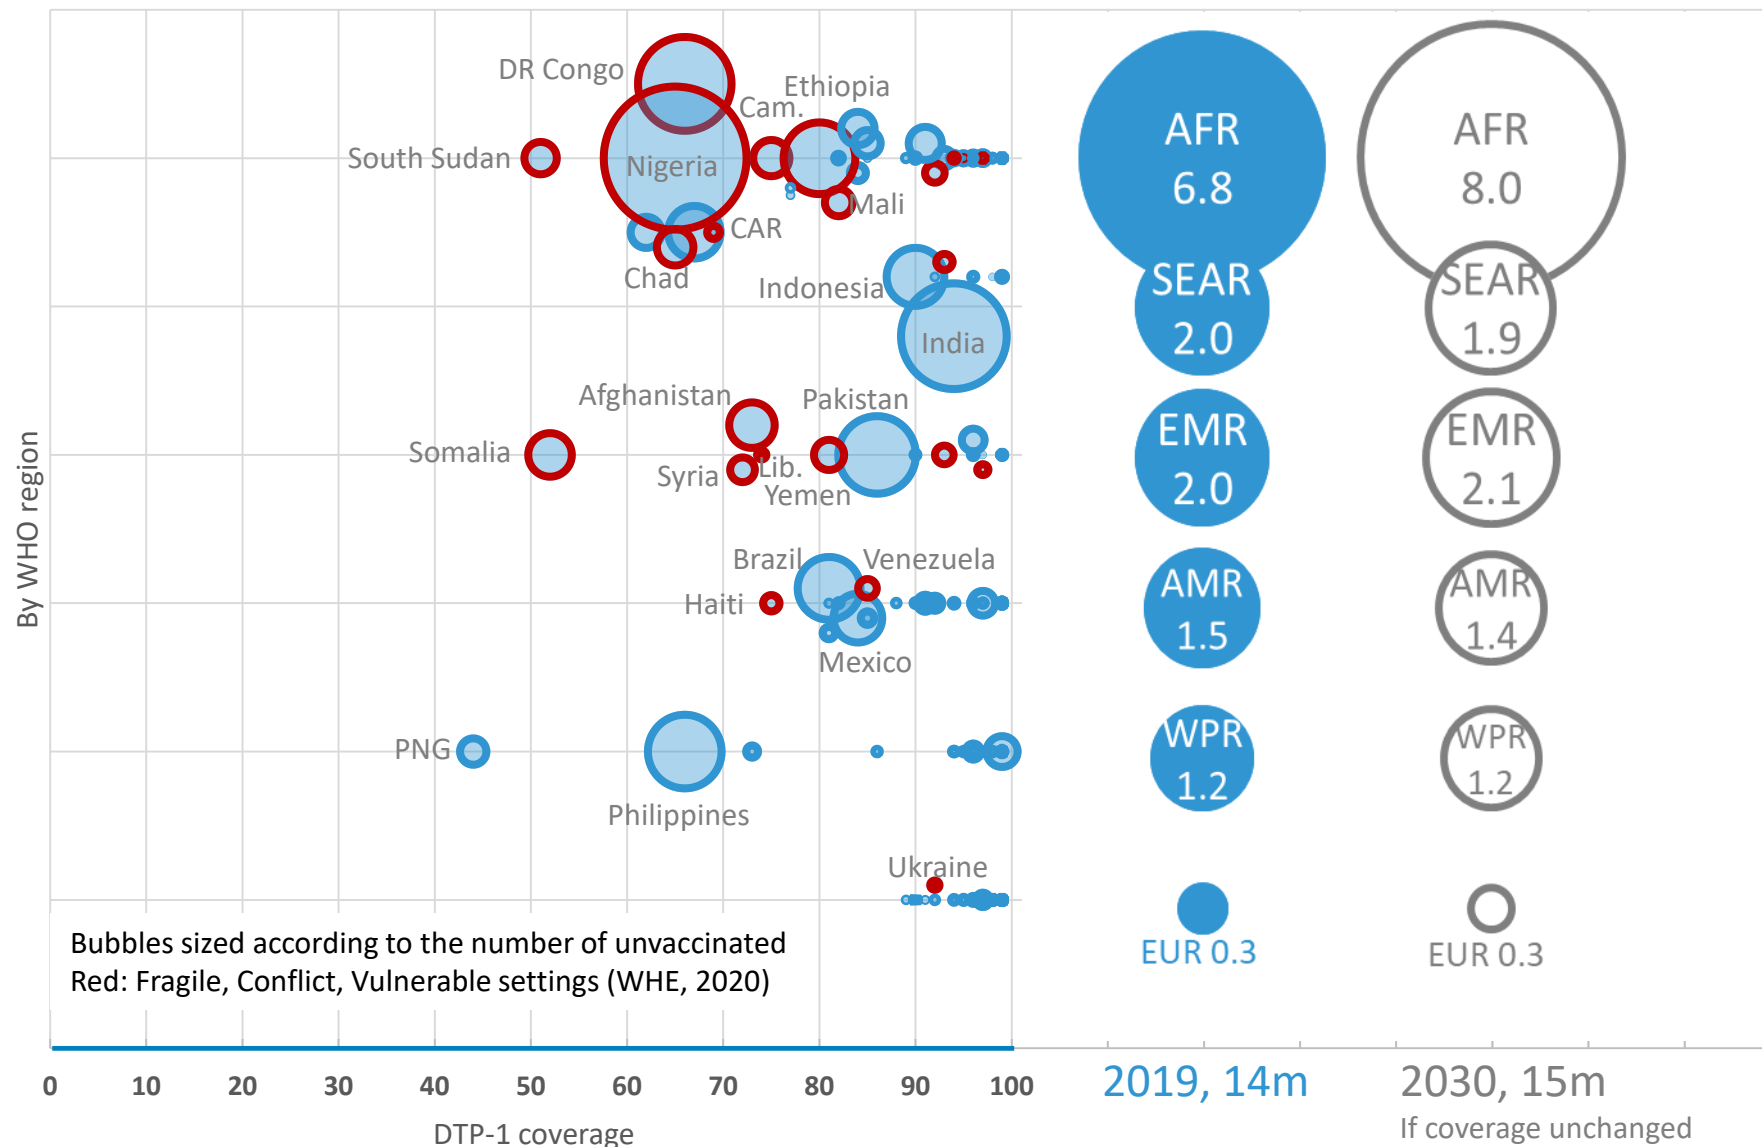 DR Congo
Ethiopia
Cam.
South Sudan
Nigeria
Mali
CAR
Chad
Indonesia
India
Afghanistan
Pakistan
Somalia
Syria
Lib.
Yemen
Brazil
Venezuela
Haiti
Mexico
PNG
Philippines
Ukraine
By WHO region
Bubbles sized according to the number of unvaccinated
Red: Fragile, Conflict, Vulnerable settings (WHE, 2020)
0 10 20 30 40 50 60 70 80 90 100
DTP-1 coverage
AFR
6.8
SEAR
2.0
EMR
2.0
AMR
1.5
WPR
1.2
EUR 0.3
2019, 14m
AFR
8.0
SEAR
1.9
EMR
2.1
AMR
1.4
WPR
1.2
EUR 0.3
2030, 15m
If coverage unchanged